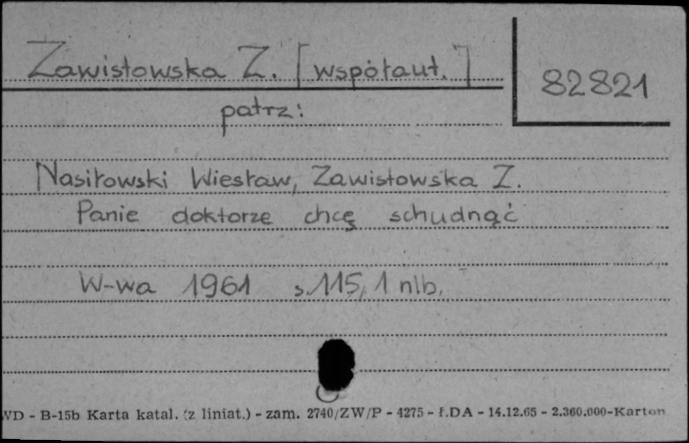 Zawistowska Z. [współaut.]
82821
patrz:
Nasiłowski Wiesław, Zawistowska Z.
Panie doktorze chcę schudnąć
W-wa 1961 s.115, 1 nlb.
WD - B-15b Karta katal. (z liniat.) - zam. 2740/ZW/P - 4275 - Ł.DA - 14.12.65 - 2.360.000-Karton